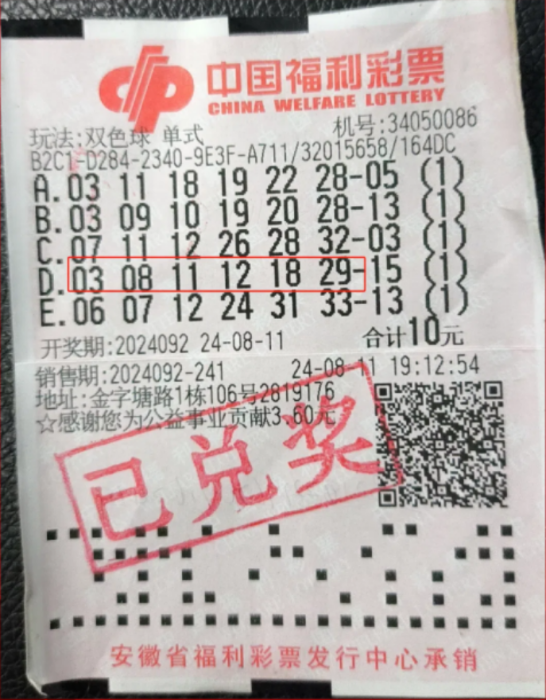 中国福利彩票
CHINA WELFARE LOTTERY
玩法:双色球 单式 机号:34050086
B2C1-D284-2340-9E3F-A711/32015658/164DC
A.03 11 18 19 22 28-05 (1)
B.03 09 10 19 20 28-13 (1)
C.07 11 12 26 28 32-03 (1)
D.03 08 11 12 18 29-15 (1)
E.06 07 12 24 31 33-13 (1)
开奖期:2024092 24-08-11 合计10元
销售期:2024092-241 24-08-11 19:12:54
地址:金字塘路1栋106号2819176
☆感谢您为公益事业贡献3.60元
已兑奖
安徽省福利彩票发行中心承销